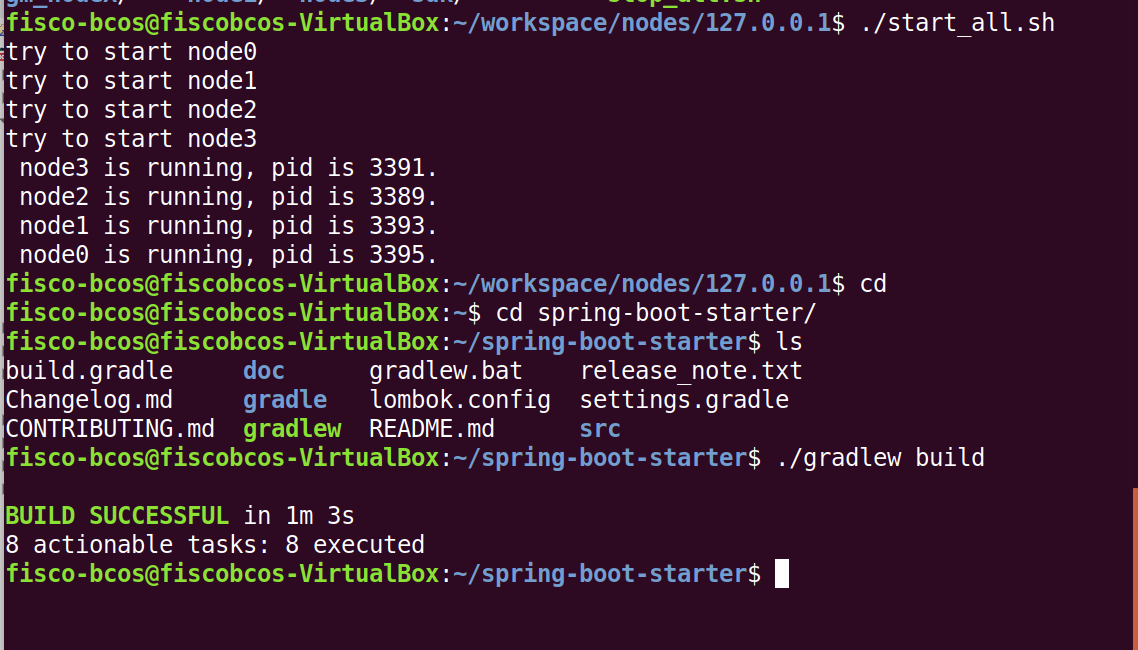 gm_nodex/ node2/ nodes/ sdk/ stop_all.sh
fisco-bcos@fiscobcos-VirtualBox:~/workspace/nodes/127.0.0.1$ ./start_all.sh
try to start node0
try to start node1
try to start node2
try to start node3
 node3 is running, pid is 3391.
 node2 is running, pid is 3389.
 node1 is running, pid is 3393.
 node0 is running, pid is 3395.
fisco-bcos@fiscobcos-VirtualBox:~/workspace/nodes/127.0.0.1$ cd
fisco-bcos@fiscobcos-VirtualBox:~$ cd spring-boot-starter/
fisco-bcos@fiscobcos-VirtualBox:~/spring-boot-starter$ ls
build.gradle doc gradlew.bat release_note.txt
Changelog.md gradle lombok.config settings.gradle
CONTRIBUTING.md gradlew README.md src
fisco-bcos@fiscobcos-VirtualBox:~/spring-boot-starter$ ./gradlew build
BUILD SUCCESSFUL in 1m 3s
8 actionable tasks: 8 executed
fisco-bcos@fiscobcos-VirtualBox:~/spring-boot-starter$